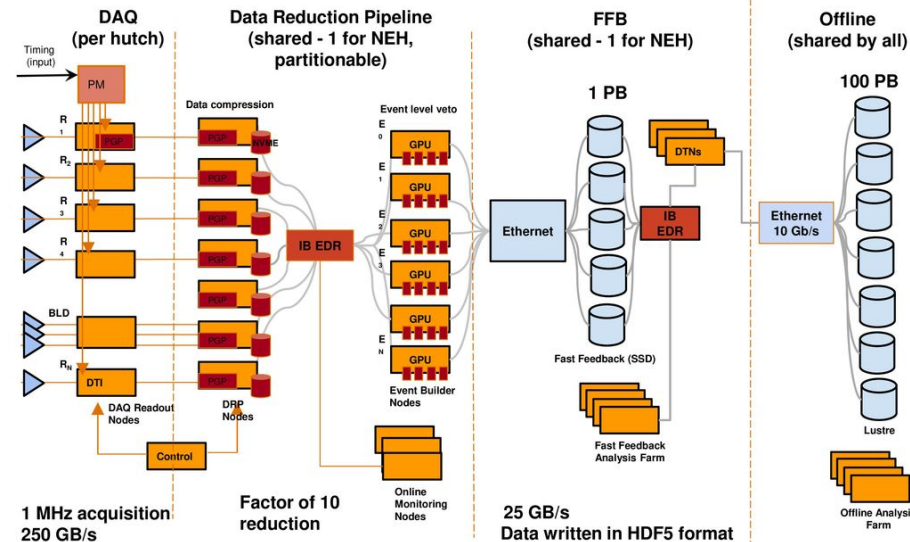 DAQ
(per hutch)
Data Reduction Pipeline
(shared - 1 for NEH,
partitionable)
FFB
(shared - 1 for NEH)
Offline
(shared by all)
Timing
(input)
PM
Data compression
Event level veto
1 PB
100 PB
R
1
PGP
PGP
NVME
E
0
GPU
DTNs
R2
PGP
E
1
GPU
R
3
PGP
IB EDR
E
2
GPU
Ethernet
IB
EDR
Ethernet
10 Gb/s
R
4
PGP
E
3
GPU
PGP
BLD
PGP
GPU
E
N
GPU
Fast Feedback (SSD)
RN
DTI
PGP
Event Builder
Nodes
DAQ Readout
Nodes
DRP
Nodes
Lustre
Control
Fast Feedback
Analysis Farm
Online
Monitoring
Nodes
1 MHz acquisition
250 GB/s
Factor of 10
reduction
25 GB/s
Data written in HDF5 format
Offline Analysis
Farm